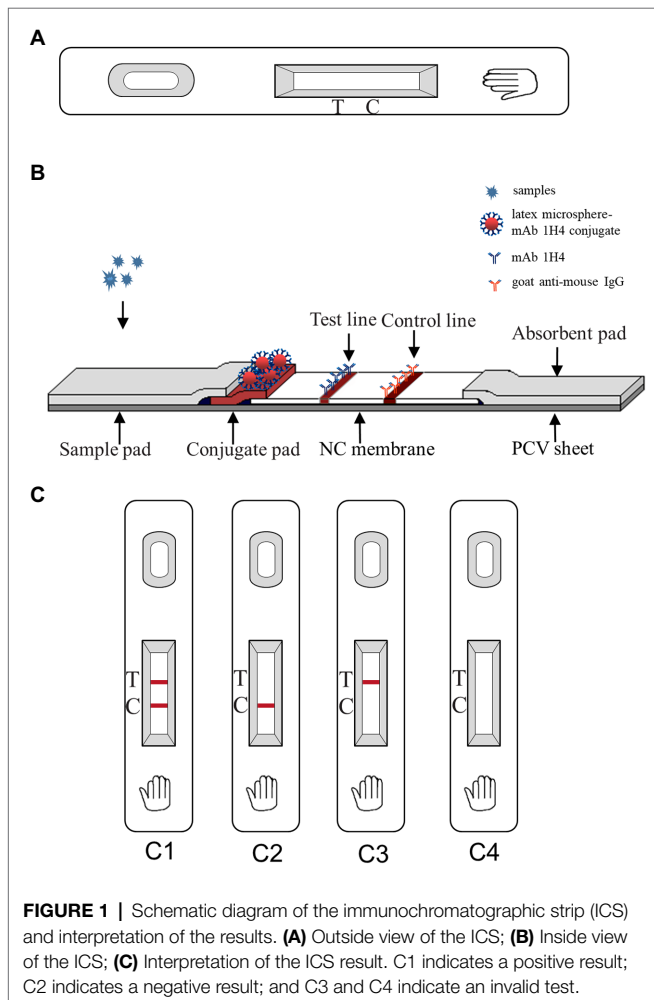 A
T C
B
samples
latex microsphere-
mAb 1H4 conjugate
mAb 1H4
goat anti-mouse IgG
Test line Control line
Absorbent pad
Sample pad
Conjugate pad
NC membrane
PCV sheet
C
T
C
T
C
T
C
T
C
C1
C2
C3
C4
FIGURE 1 | Schematic diagram of the immunochromatographic strip (ICS)
and interpretation of the results. (A) Outside view of the ICS; (B) Inside view
of the ICS; (C) Interpretation of the ICS result. C1 indicates a positive result;
C2 indicates a negative result; and C3 and C4 indicate an invalid test.